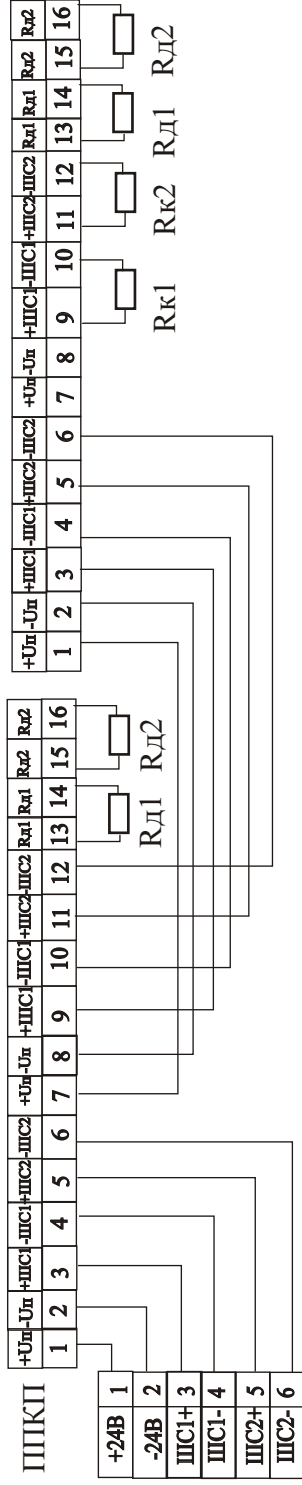 ППКП
+24В 1
-24В 2
ШС1+ 3
ШС1- 4
ШС2+ 5
ШС2- 6
+Uп -Uп +ШС1 -ШС1 +ШС2 -ШС2 +Uп -Uп +ШС1 -ШС1 +ШС2 -ШС2 Rд1 Rд1 Rд2 Rд2
1 2 3 4 5 6 7 8 9 10 11 12 13 14 15 16
Rд1 Rд2
+Uп -Uп +ШС1 -ШС1 +ШС2 -ШС2 +Uп -Uп +ШС1 -ШС1 +ШС2 -ШС2 Rд1 Rд1 Rд2 Rд2
1 2 3 4 5 6 7 8 9 10 11 12 13 14 15 16
Rк1 Rк2 Rд1 Rд2